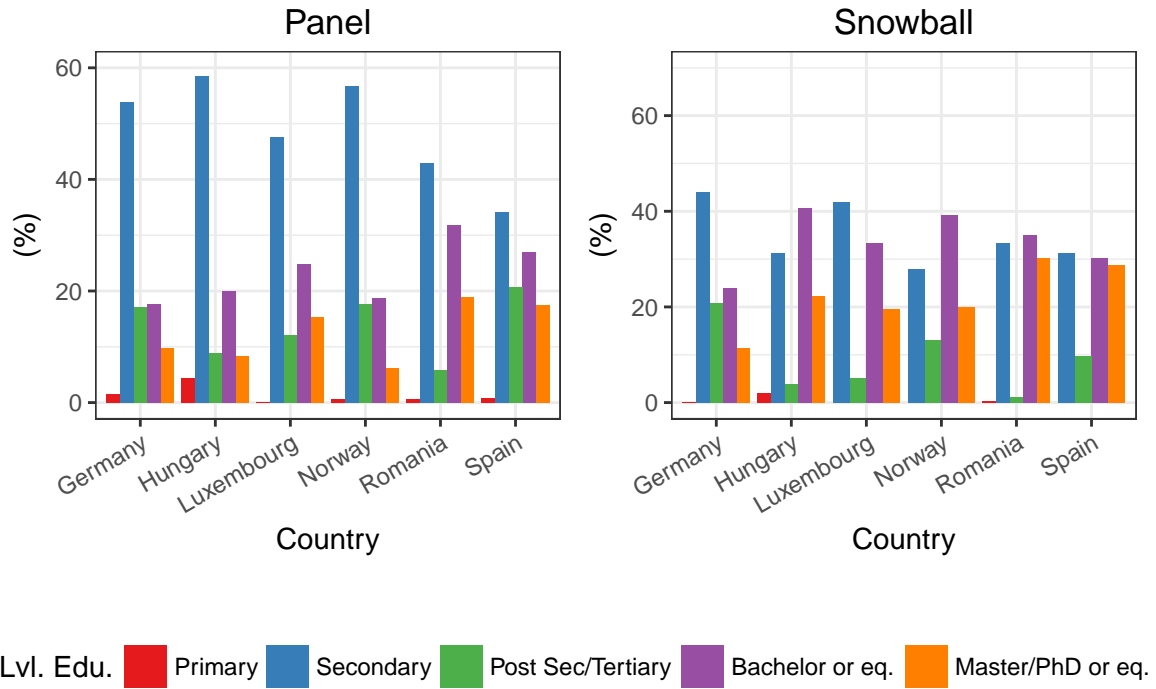 Panel
Snowball
60
40
20
0
(%)
Germany
Hungary
Luxembourg
Norway
Romania
Spain
Country
60
40
20
0
(%)
Germany
Hungary
Luxembourg
Norway
Romania
Spain
Country
Lvl. Edu. Primary Secondary Post Sec/Tertiary Bachelor or eq. Master/PhD or eq.